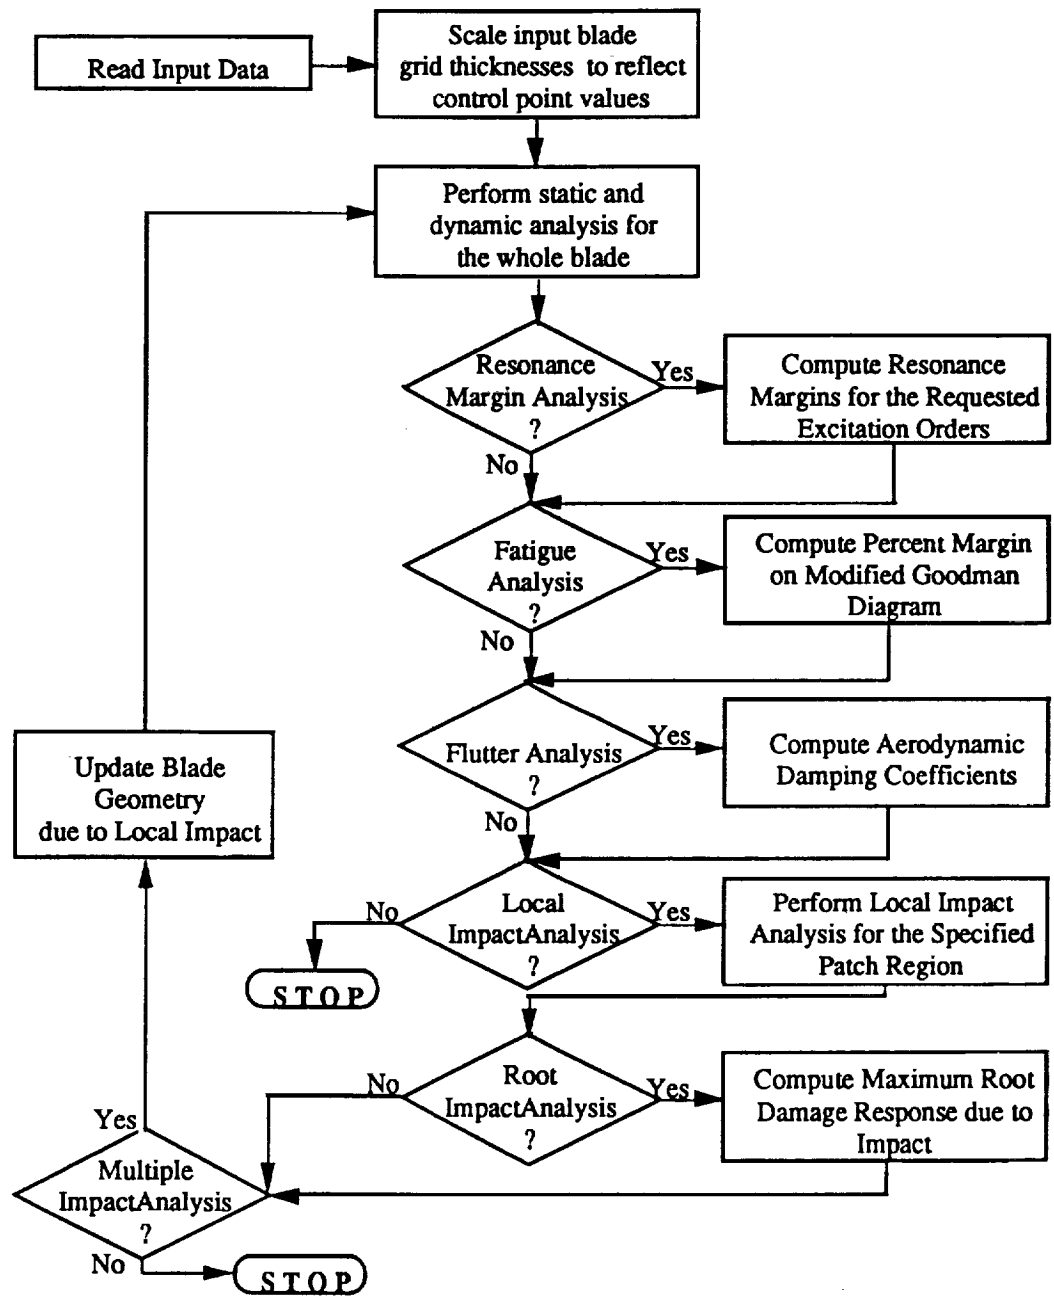 Read Input Data
Scale input blade
grid thicknesses to reflect
control point values
Perform static and
dynamic analysis for
the whole blade
Resonance
Margin Analysis
?
Yes
Compute Resonance
Margins for the Requested
Excitation Orders
No
Fatigue
Analysis
?
Yes
Compute Percent Margin
on Modified Goodman
Diagram
No
Flutter Analysis
?
Yes
Compute Aerodynamic
Damping Coefficients
Update Blade
Geometry
due to Local Impact
No
Local
ImpactAnalysis
?
No
Yes
Perform Local Impact
Analysis for the Specified
Patch Region
STOP
Root
ImpactAnalysis
?
No
Yes
Compute Maximum Root
Damage Response due to
Impact
Yes
Multiple
ImpactAnalysis
?
No
STOP